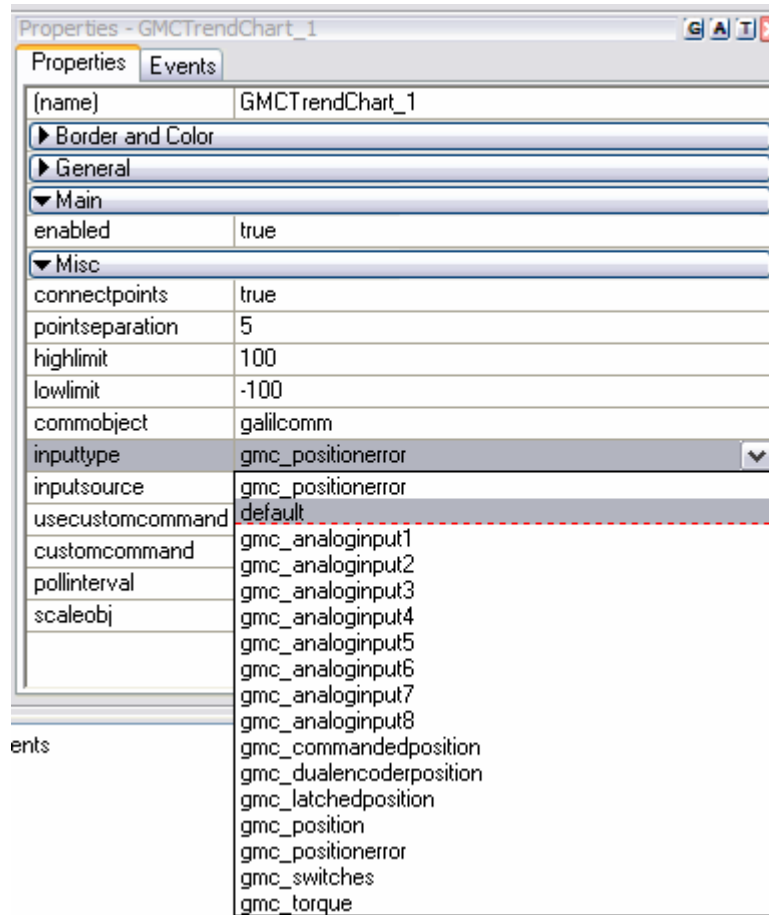 Properties - GMCTrendChart_1 G A T
Properties Events
(name) GMCTrendChart_1
Border and Color
General
Main
enabled true
Misc
connectpoints true
pointseparation 5
highlimit 100
lowlimit -100
commobject galilcomm
inputtype gmc_positionerror
inputsource gmc_positionerror
usecustomcommand default
customcommand gmc_analoginput1
gmc_analoginput2
pollinterval gmc_analoginput3
scaleobj gmc_analoginput4
gmc_analoginput5
gmc_analoginput6
gmc_analoginput7
gmc_analoginput8
ents gmc_commandedposition
gmc_dualencoderposition
gmc_latchedposition
gmc_position
gmc_positionerror
gmc_switches
gmc_torque